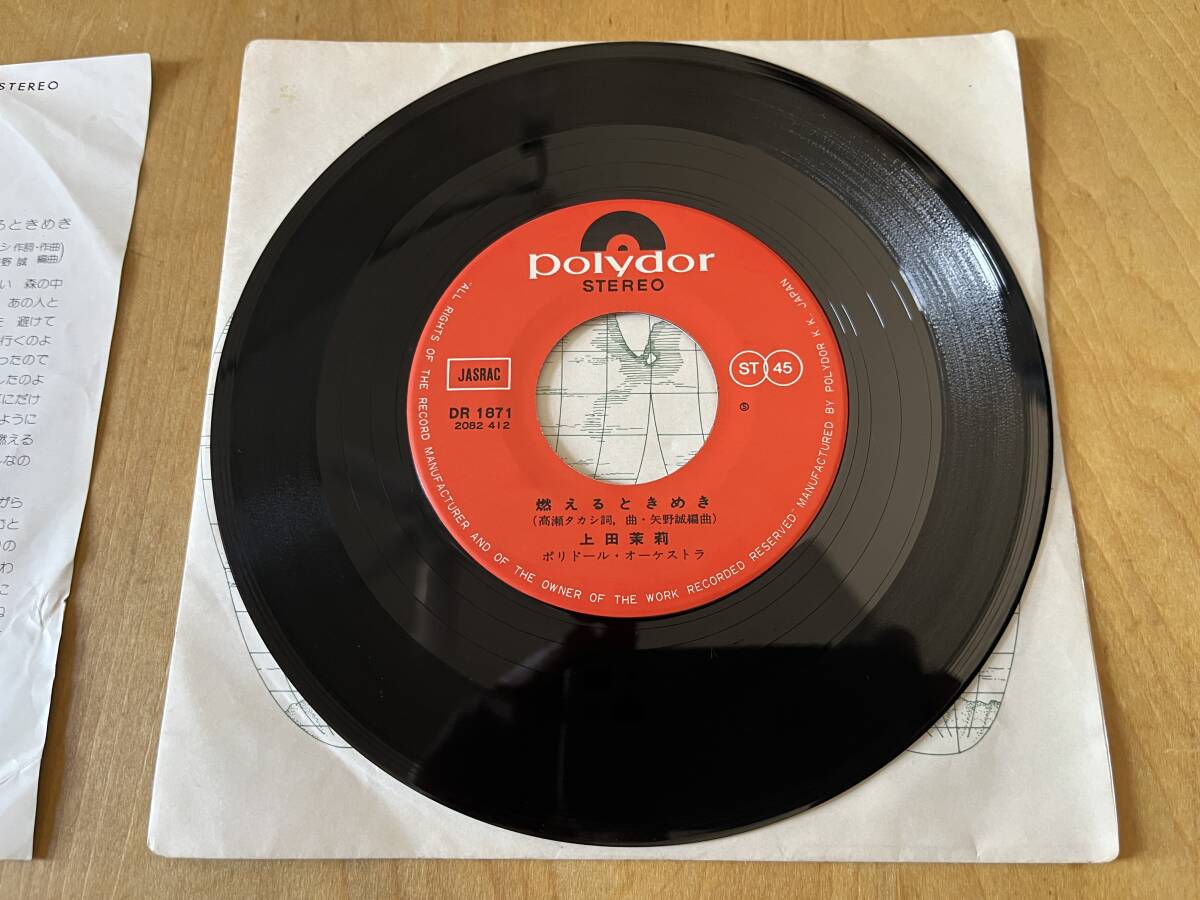 STEREO
るときめき
シ 作詞・作曲
野 誠 編曲
い 森の中
あの人と
避けて
行くのよ
ったので
したのよ
にだけ
ように
燃える
なの
がら
と
の
わ
こ
polydor
STEREO
"ALL RIGHTS OF THE RECORD MANUFACTURER AND OF THE OWNER OF THE WORK RECORDED RESERVED" MANUFACTURED BY POLYDOR K.K. JAPAN
JASRAC
ST 45
DR 1871
2082 412
Ⓢ
燃えるときめき
(高瀬タカシ詞, 曲・矢野誠編曲)
上田茉莉
ポリドール・オーケストラ